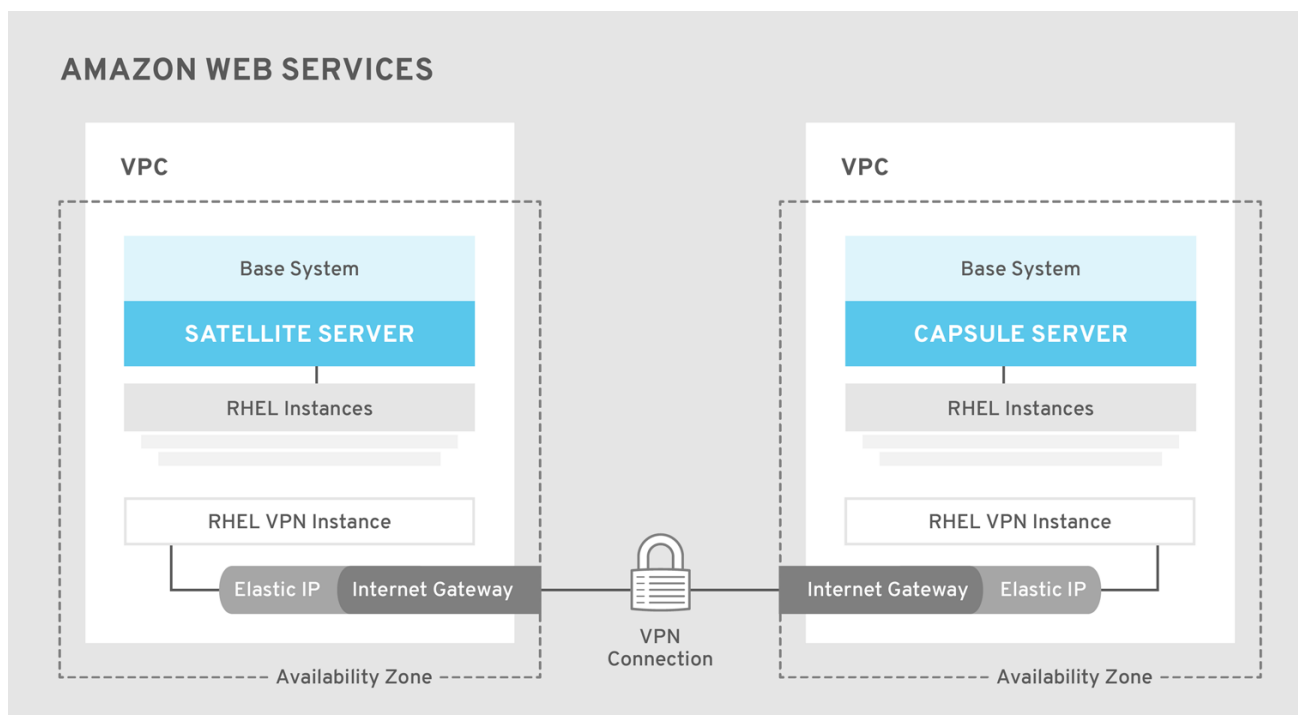 AMAZON WEB SERVICES
VPC
Base System
SATELLITE SERVER
RHEL Instances
RHEL VPN Instance
Elastic IP
Internet Gateway
Availability Zone
VPN
Connection
VPC
Base System
CAPSULE SERVER
RHEL Instances
RHEL VPN Instance
Internet Gateway
Elastic IP
Availability Zone